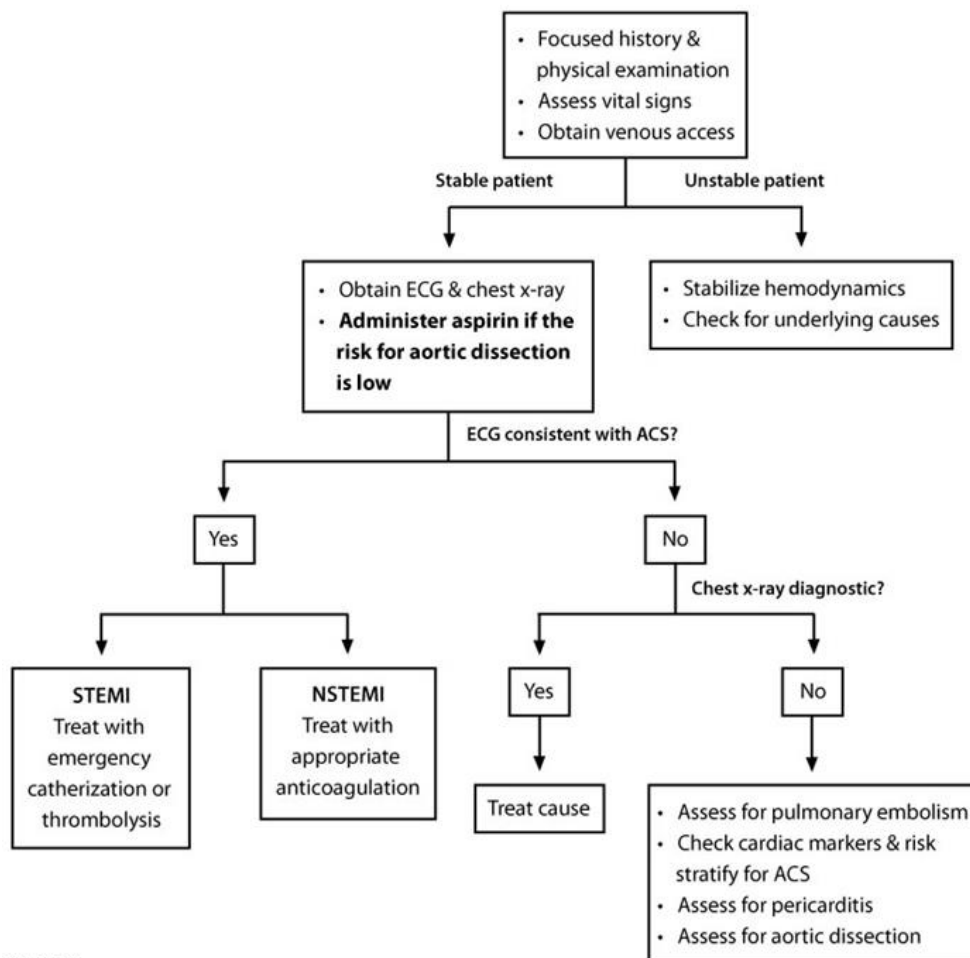 • Focused history &
physical examination
• Assess vital signs
• Obtain venous access
Stable patient
Unstable patient
• Obtain ECG & chest x-ray
• Administer aspirin if the
risk for aortic dissection
is low
• Stabilize hemodynamics
• Check for underlying causes
ECG consistent with ACS?
Yes
No
Chest x-ray diagnostic?
STEMI
Treat with
emergency
catherization or
thrombolysis
NSTEMI
Treat with
appropriate
anticoagulation
Yes
No
Treat cause
• Assess for pulmonary embolism
• Check cardiac markers & risk
stratify for ACS
• Assess for pericarditis
• Assess for aortic dissection